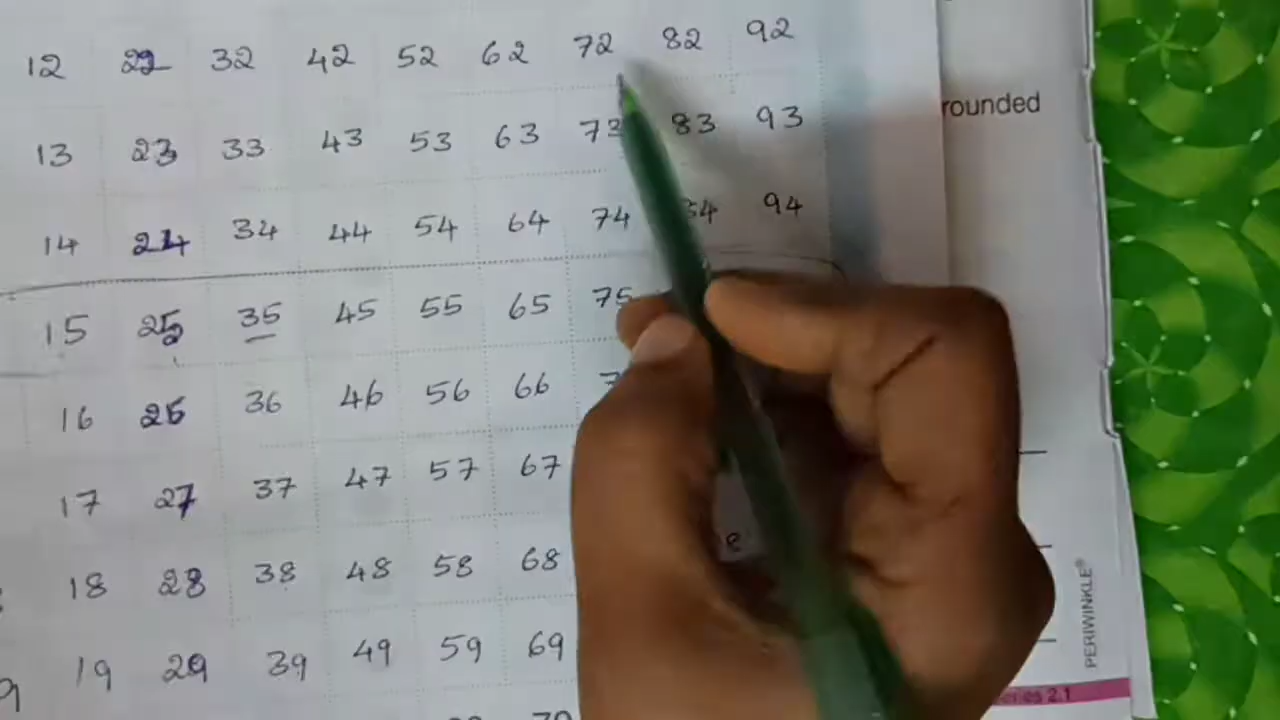 12 22 32 42 52 62 72 82 92
rounded
13 23 33 43 53 63 73 83 93
14 24 34 44 54 64 74 94
15 25 35 45 55 65 75
16 26 36 46 56 66
17 27 37 47 57 67
18 28 38 48 58 68
19 29 39 49 59 69
PERIWINKLE®
2.1